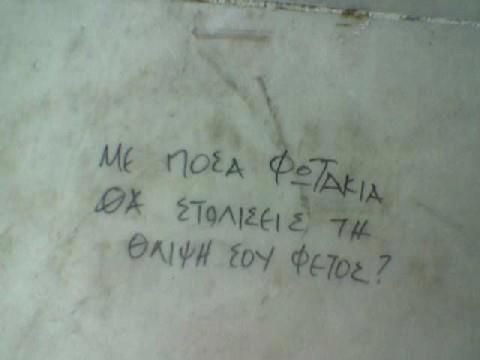 ΜΕ ΠΟΣΑ ΦΩΤΑΚΙΑ
ΘΑ ΣΤΟΛΙΣΕΙΣ ΤΗ
ΘΛΙΨΗ ΣΟΥ ΦΕΤΟΣ?